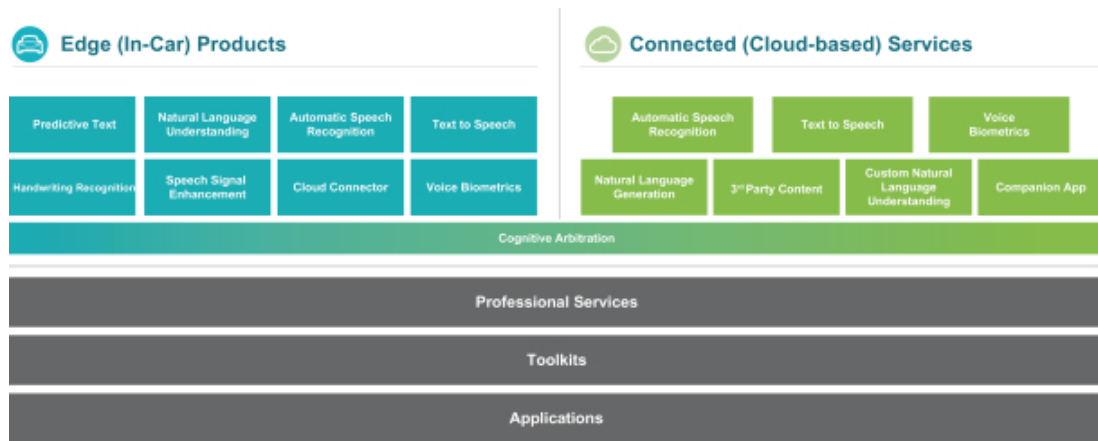 Edge (In-Car) Products
Connected (Cloud-based) Services
Predictive Text
Natural Language
Understanding
Automatic Speech
Recognition
Text to Speech
Automatic Speech
Recognition
Text to Speech
Voice
Biometrics
Handwriting Recognition
Speech Signal
Enhancement
Cloud Connector
Voice Biometrics
Natural Language
Generation
3rd Party Content
Custom Natural
Language
Understanding
Companion App
Cognitive Arbitration
Professional Services
Toolkits
Applications